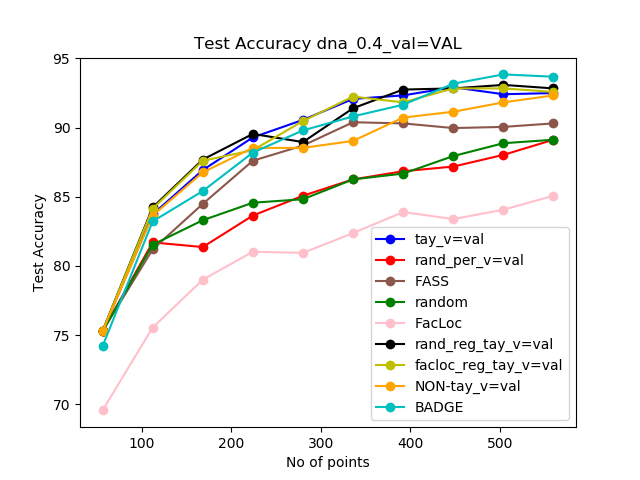 Test Accuracy dna_0.4_val=VAL
95
90
85
80
75
70
Test Accuracy
100
200
300
400
500
No of points
tay_v=val
rand_per_v=val
FASS
random
FacLoc
rand_reg_tay_v=val
facloc_reg_tay_v=val
NON-tay_v=val
BADGE